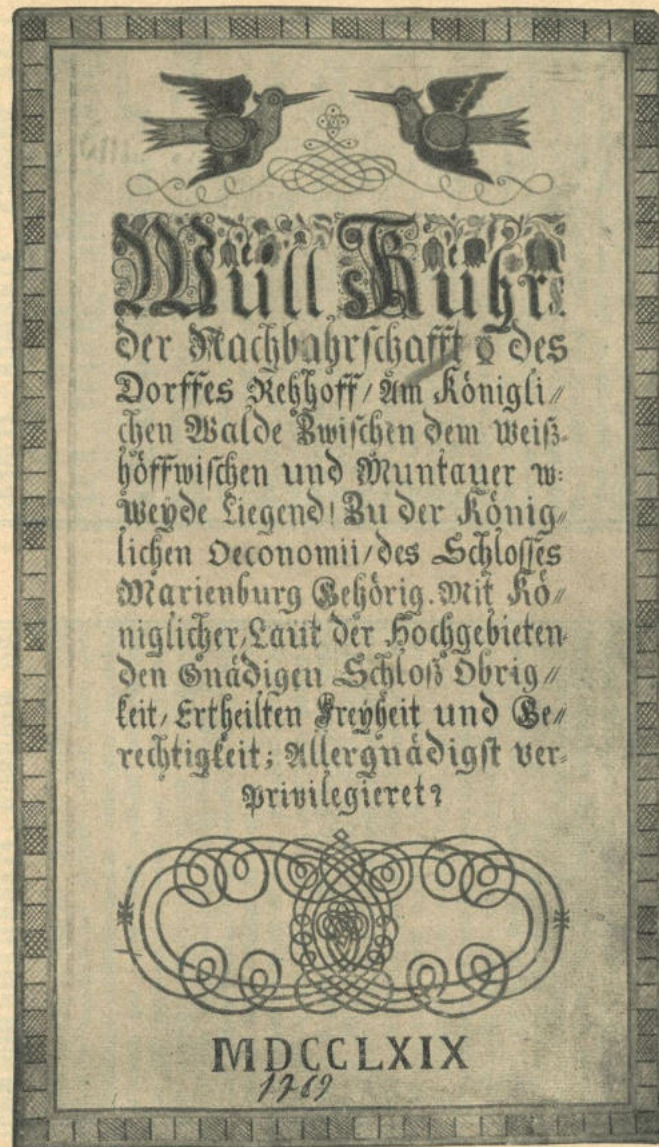 Wüll Kühr
der Nachbahrschafft des
Dorffes Rehhoff / Am Königli//
chen Walde Zwischen dem Weiß=
höffwischen und Muntauer w:
Weyde Liegend! Zu der König//
lichen Oeconomii / des Schlosses
Marienburg Gehörig. Mit Kö//
niglicher, Laut der Hochgebieten=
den Gnädigen Schloß Obrig//
keit, Ertheilten Freyheit und Ge//
rechtigkeit; Allergnädigst ver=
privilegieret?
MDCCLXIX
1769